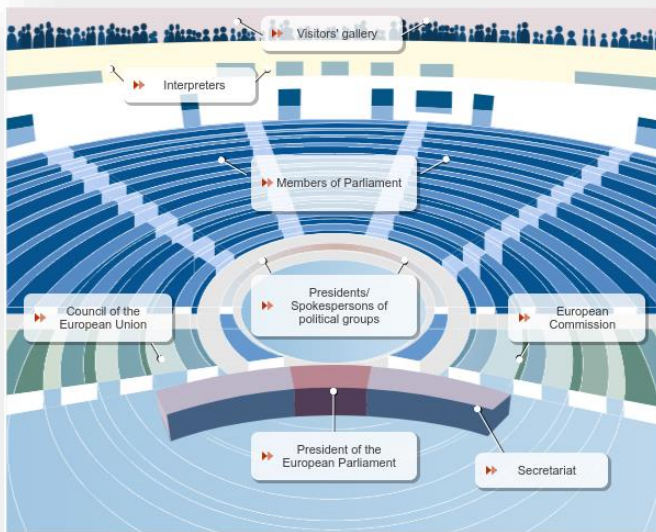 Visitors' gallery
Interpreters
Members of Parliament
Presidents/
Spokespersons of
political groups
Council of the
European Union
European
Commission
President of the
European Parliament
Secretariat